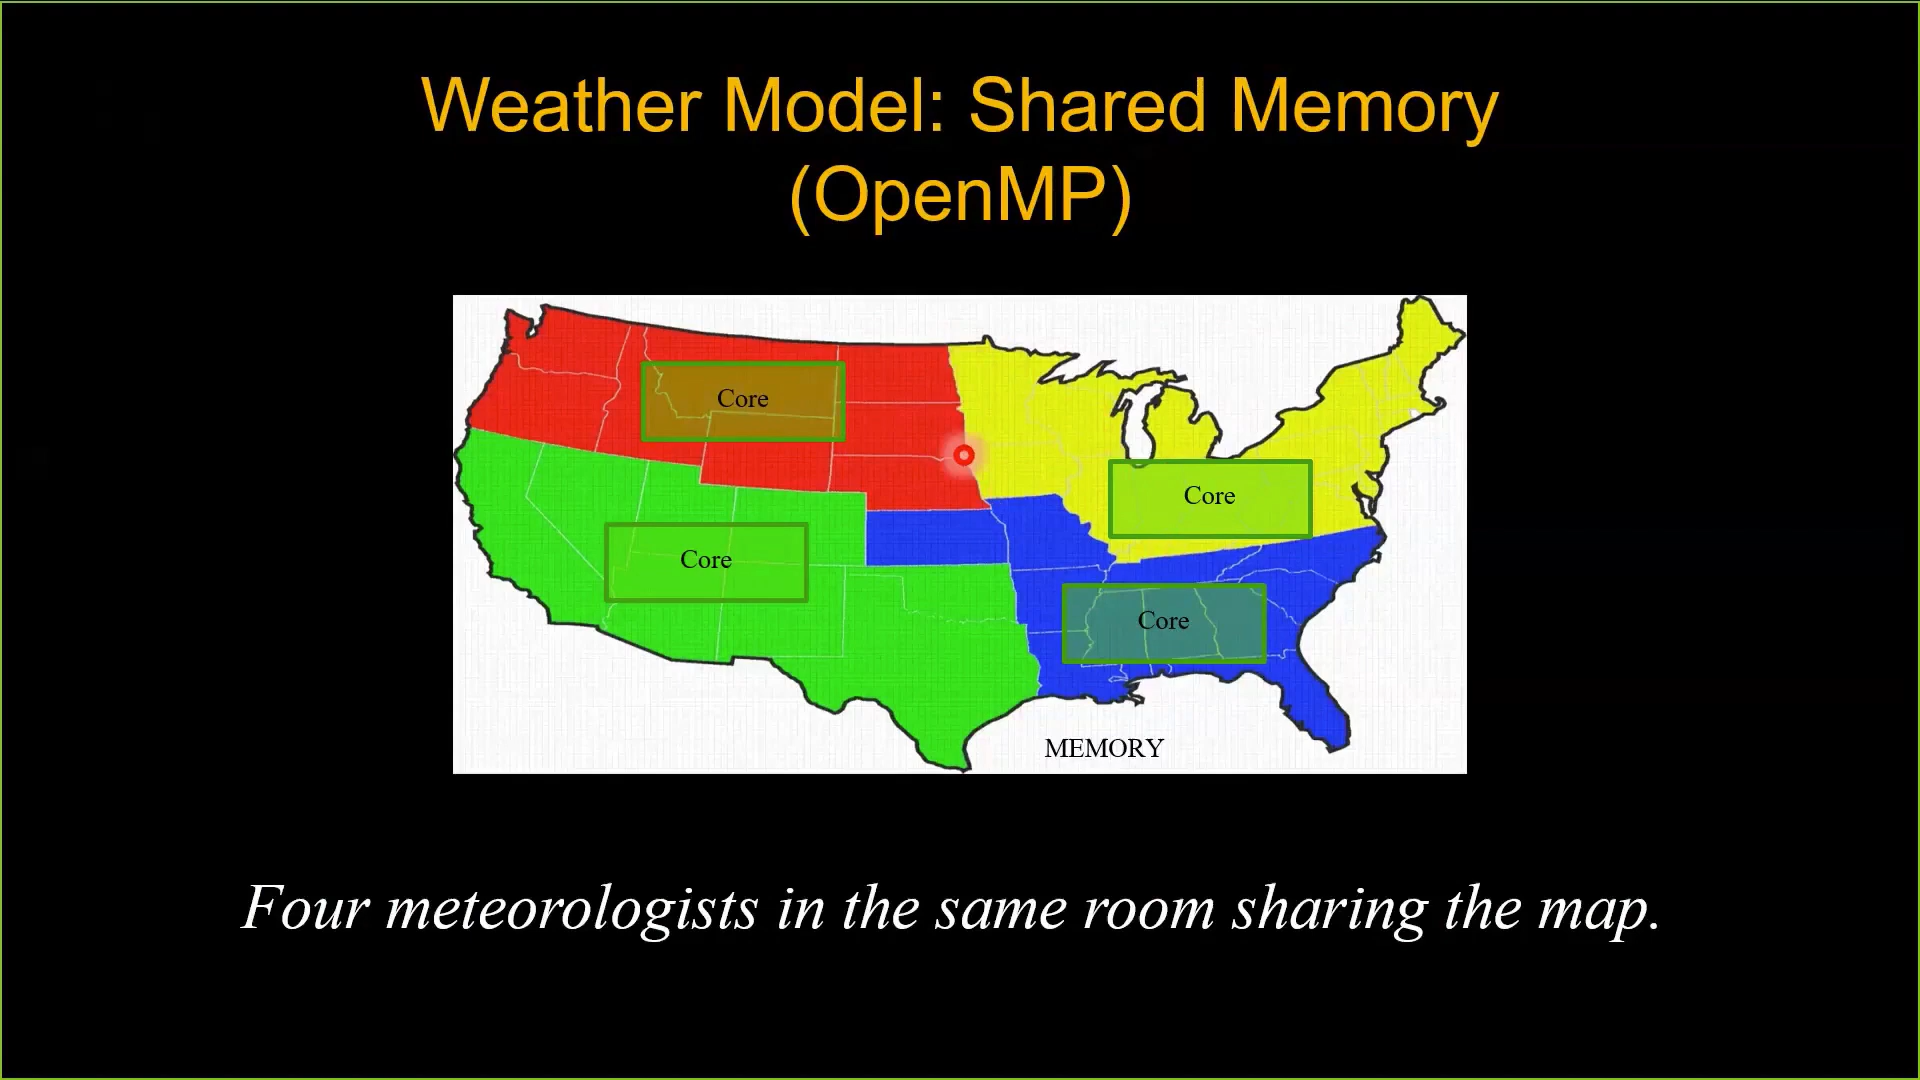 Weather Model: Shared Memory
(OpenMP)
Core
Core
Core
Core
MEMORY
Four meteorologists in the same room sharing the map.